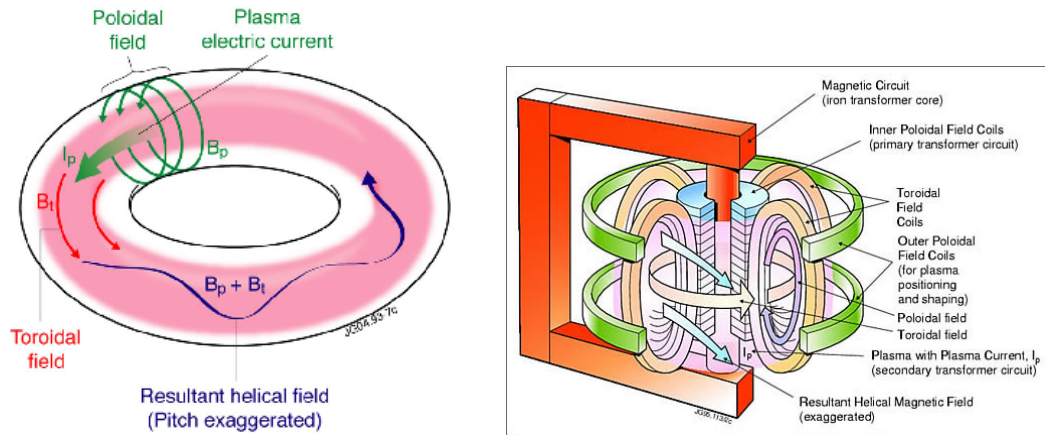 Poloidal
field
Plasma
electric current
Bp
Ip
Bt
Bp + Bt
JG04.93-7c
Toroidal
field
Resultant helical field
(Pitch exaggerated)
Magnetic Circuit
(iron transformer core)
Inner Poloidal Field Coils
(primary transformer circuit)
Toroidal
Field
Coils
Outer Poloidal
Field Coils
(for plasma
positioning
and shaping)
Poloidal field
Toroidal field
Ip
Plasma with Plasma Current, Ip
(secondary transformer circuit)
Resultant Helical Magnetic Field
(exaggerated)